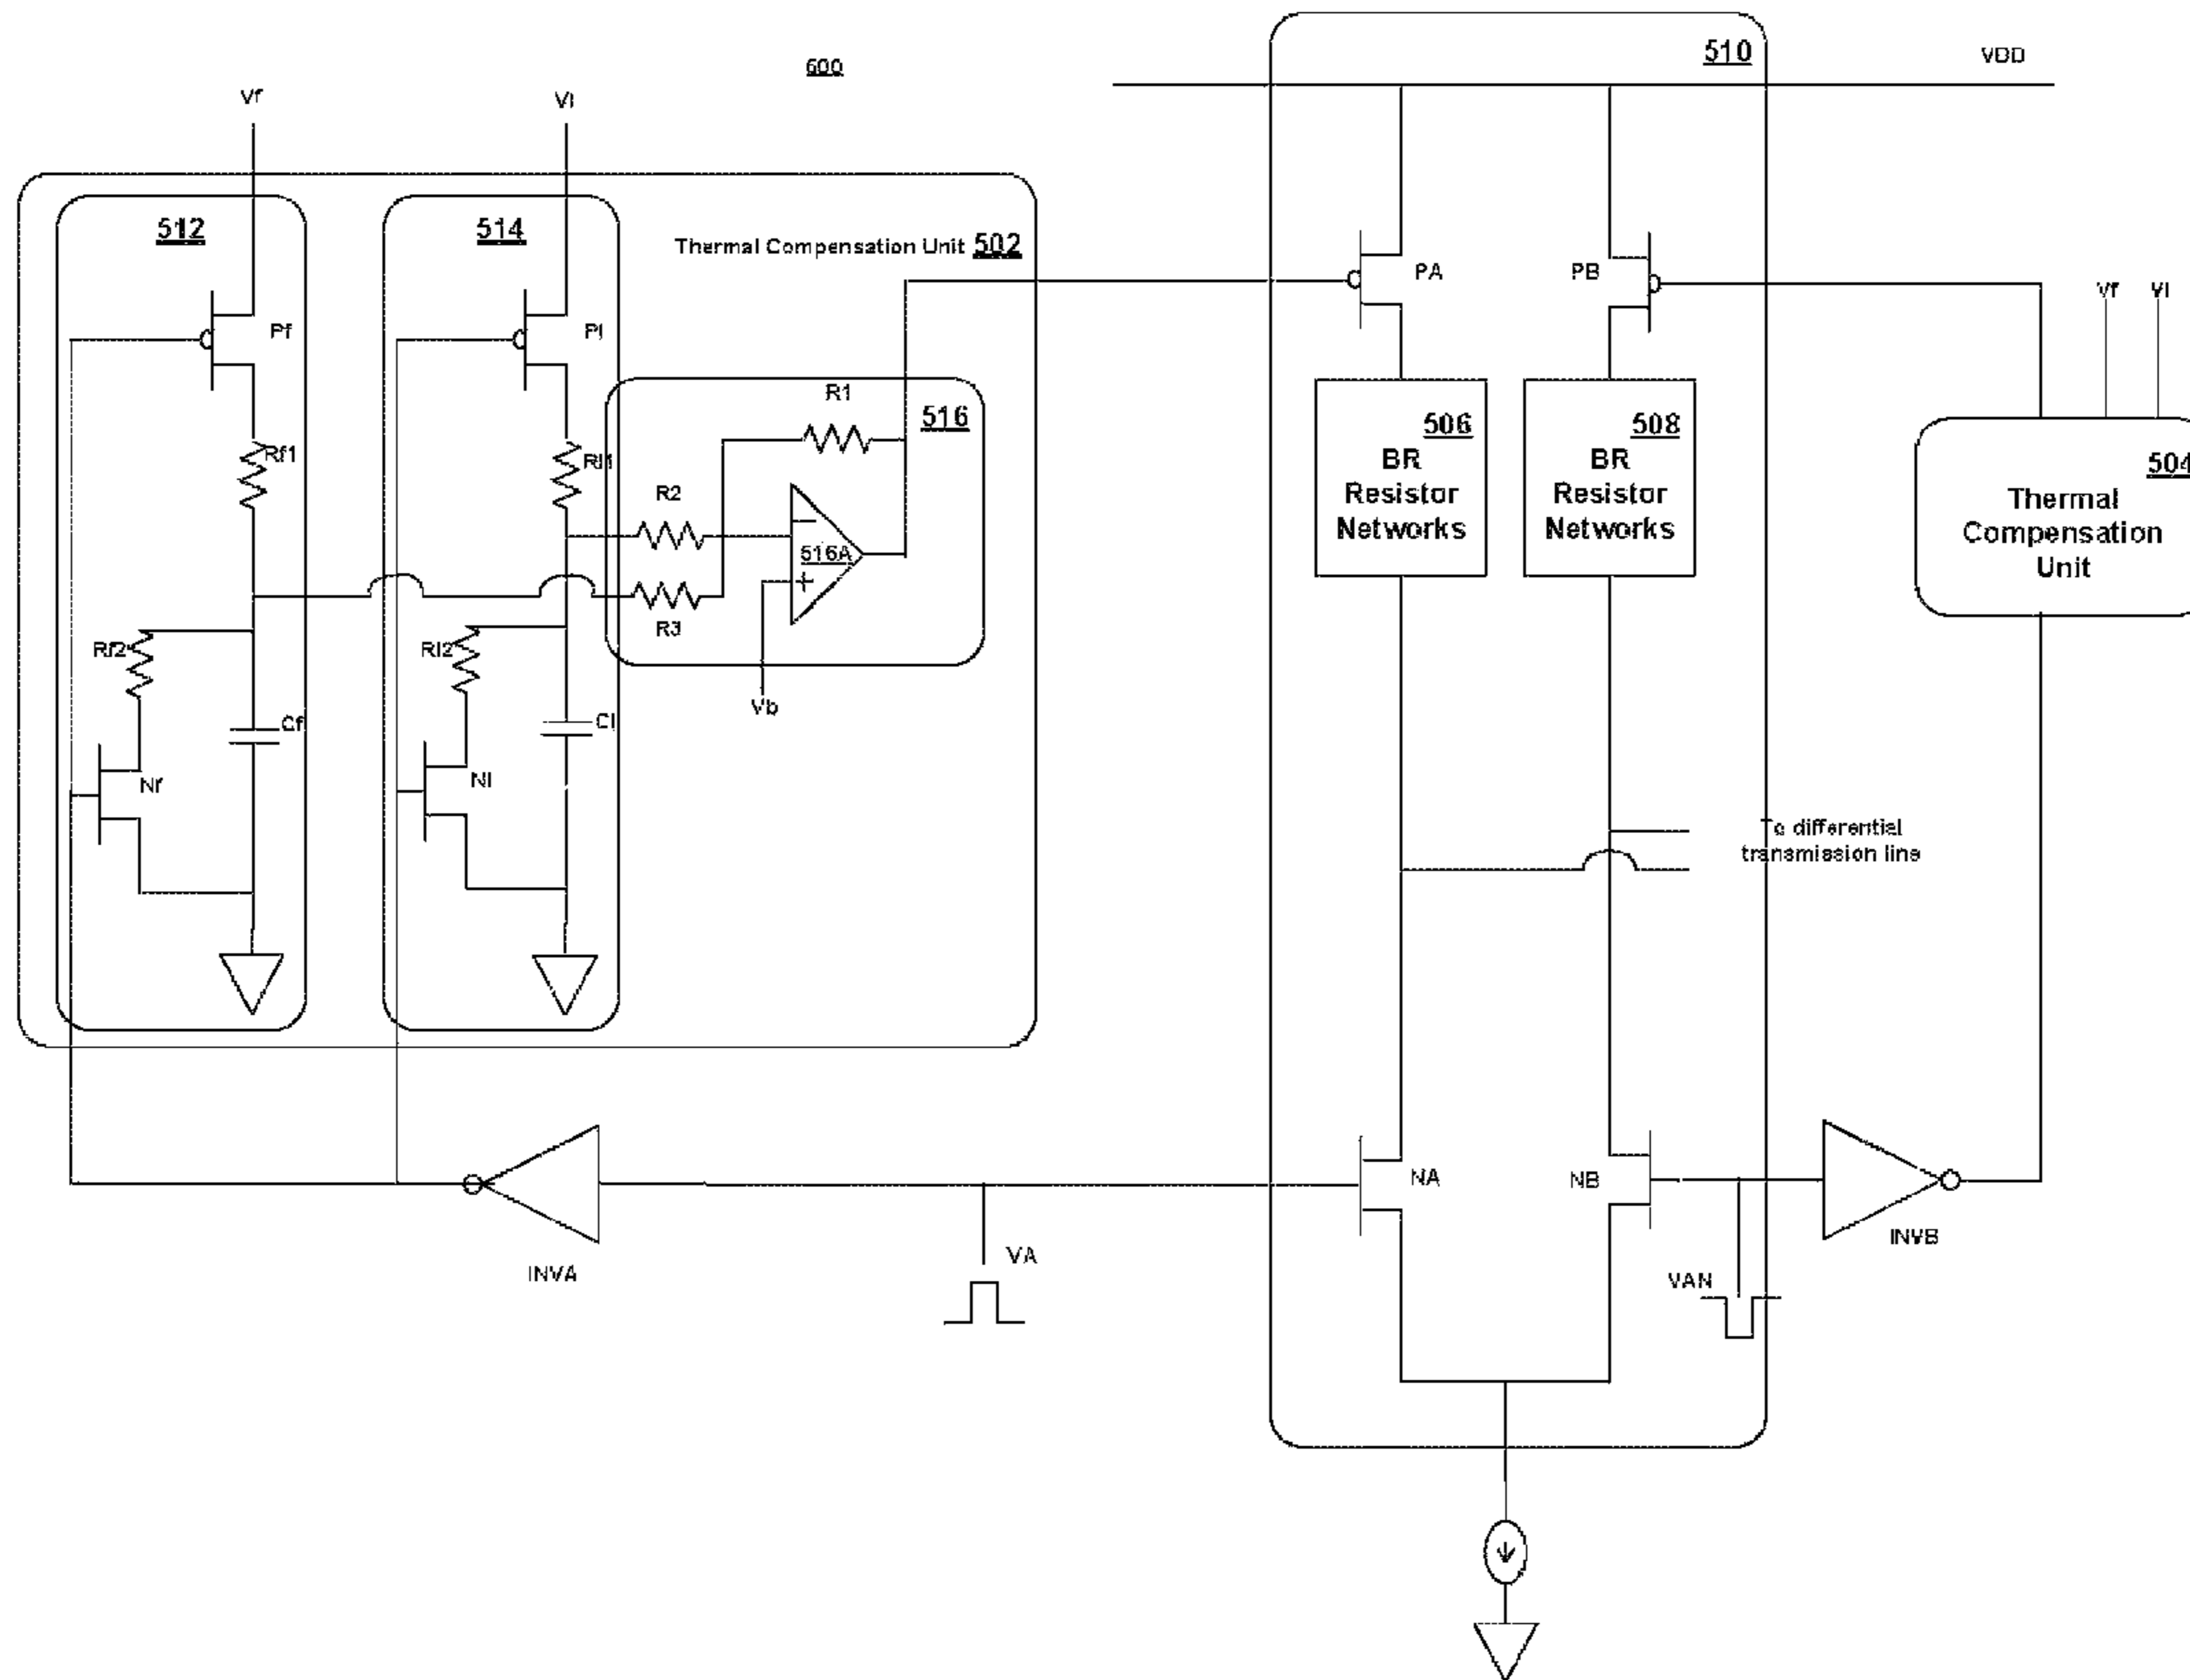 600
510
VDD
Vf
Vl
512
514
Thermal Compensation Unit 502
Pf
Pl
PA
PB
Vf
Vl
R1
516
Rf1
Rl1
R2
516A
R3
Vb
506
BR
Resistor
Networks
508
BR
Resistor
Networks
504
Thermal
Compensation
Unit
Rf2
Rl2
Cf
Cl
Nf
Nl
To differential
transmission line
NA
NB
INVA
VA
VAN
INVB